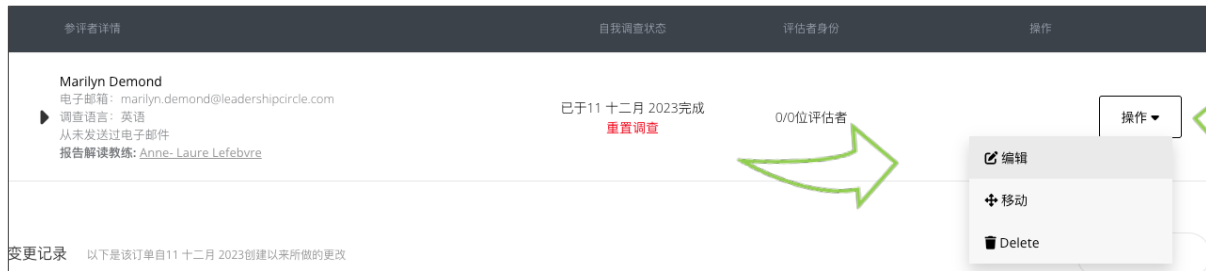 参评者详情 自我调查状态 评估者身份 操作
Marilyn Demond
电子邮箱: marilyn.demond@leadershipcircle.com
调查语言: 英语
从未发送过电子邮件
报告解读教练: Anne- Laure Lefebvre
已于11 十二月 2023完成
重置调查
0/0位评估者
操作
编辑
移动
Delete
变更记录 以下是该订单自11 十二月 2023创建以来所做的更改